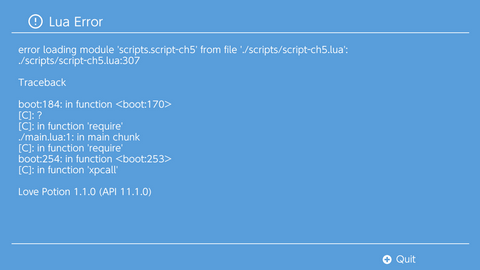 Lua Error
error loading module 'scripts.script-ch5' from file './scripts/script-ch5.lua':
./scripts/script-ch5.lua:307
Traceback
boot:184: in function <boot:170>
[C]: ?
[C]: in function 'require'
./main.lua:1: in main chunk
[C]: in function 'require'
boot:254: in function <boot:253>
[C]: in function 'xpcall'
Love Potion 1.1.0 (API 11.1.0)
Quit